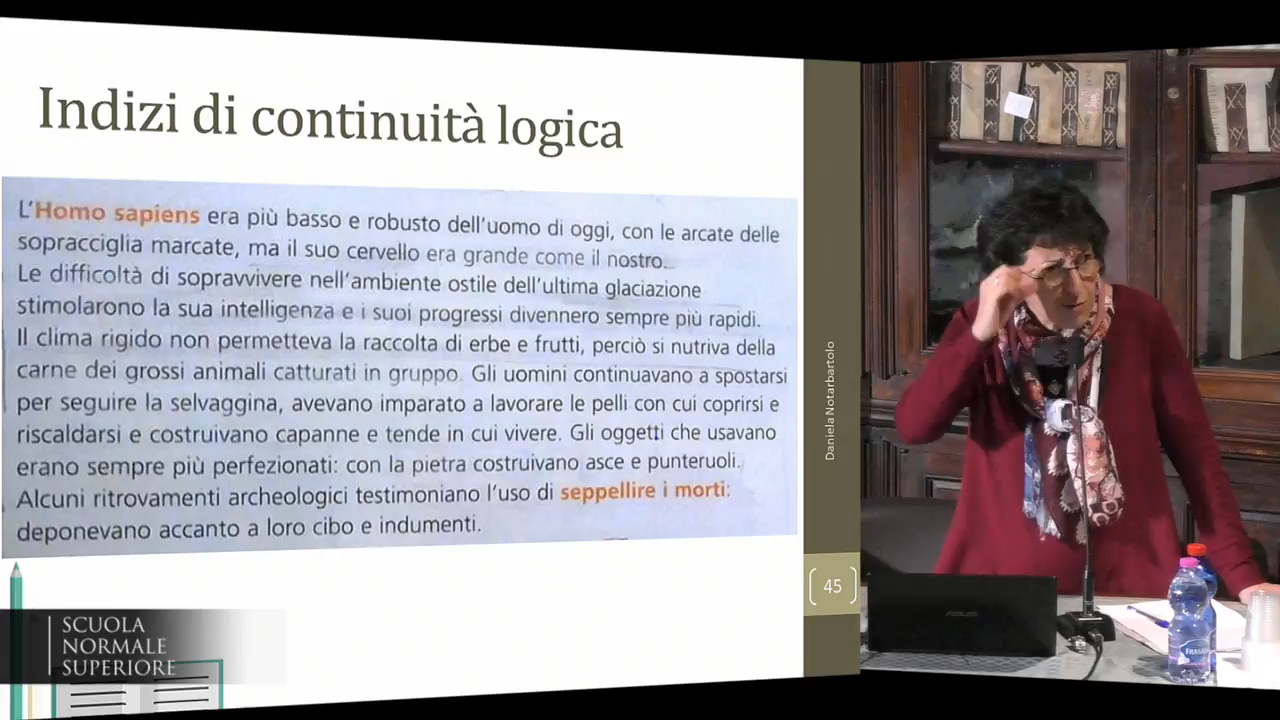 Indizi di continuità logica
L'Homo sapiens era più basso e robusto dell'uomo di oggi, con le arcate delle
sopracciglia marcate, ma il suo cervello era grande come il nostro.
Le difficoltà di sopravvivere nell'ambiente ostile dell'ultima glaciazione
stimolarono la sua intelligenza e i suoi progressi divennero sempre più rapidi.
Il clima rigido non permetteva la raccolta di erbe e frutti, perciò si nutriva della
carne dei grossi animali catturati in gruppo. Gli uomini continuavano a spostarsi
per seguire la selvaggina, avevano imparato a lavorare le pelli con cui coprirsi e
riscaldarsi e costruivano capanne e tende in cui vivere. Gli oggetti che usavano
erano sempre più perfezionati: con la pietra costruivano asce e punteruoli.
Alcuni ritrovamenti archeologici testimoniano l'uso di seppellire i morti:
deponevano accanto a loro cibo e indumenti.
Daniela Notarbartolo
45
SCUOLA
NORMALE
SUPERIORE
ASUS